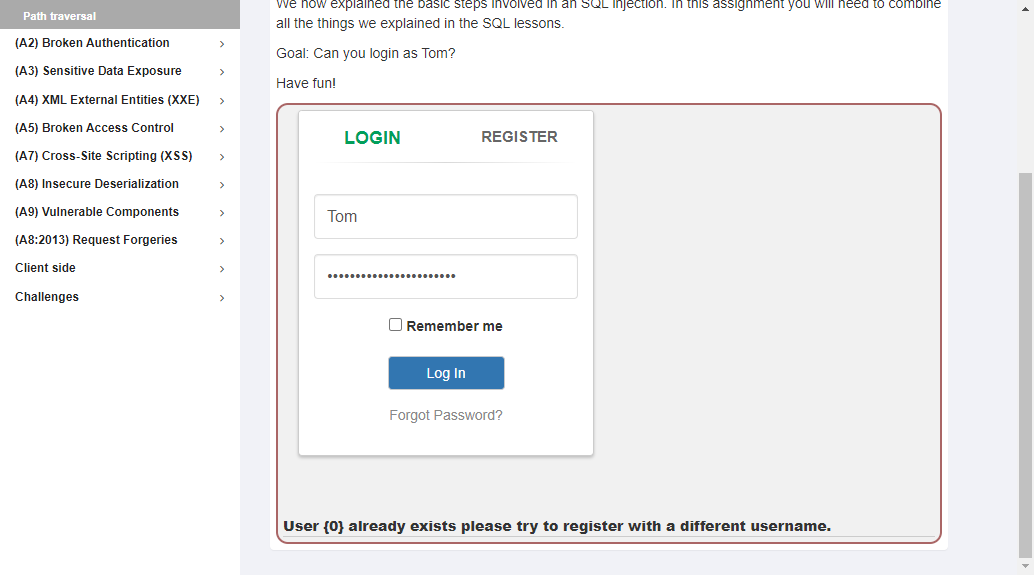 Path traversal
(A2) Broken Authentication
(A3) Sensitive Data Exposure
(A4) XML External Entities (XXE)
(A5) Broken Access Control
(A7) Cross-Site Scripting (XSS)
(A8) Insecure Deserialization
(A9) Vulnerable Components
(A8:2013) Request Forgeries
Client side
Challenges
We now explained the basic steps involved in an SQL injection. In this assignment you will need to combine
all the things we explained in the SQL lessons.
Goal: Can you login as Tom?
Have fun!
LOGIN
REGISTER
Tom
•••••••••••••••••••••••
Remember me
Log In
Forgot Password?
User {0} already exists please try to register with a different username.